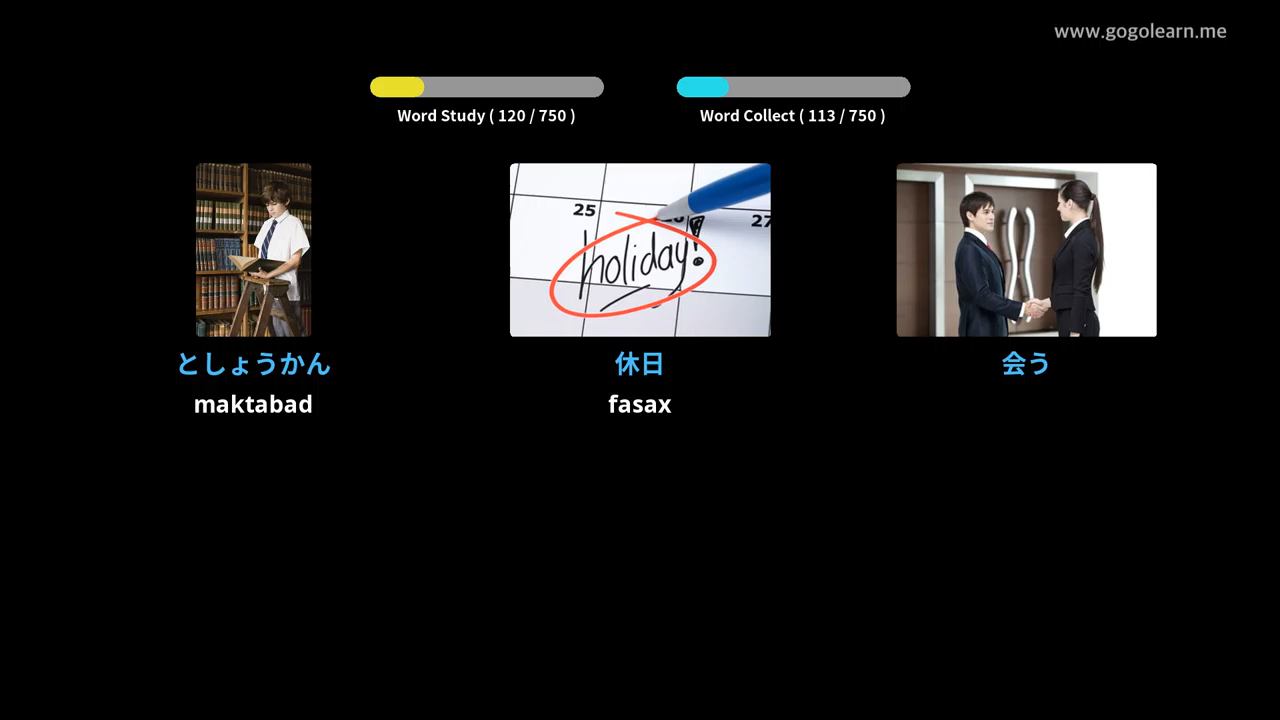 www.gogolearn.me
Word Study ( 120 / 750 )
Word Collect ( 113 / 750 )
25
27
holiday!
としょうかん
休日
会う
maktabad
fasax